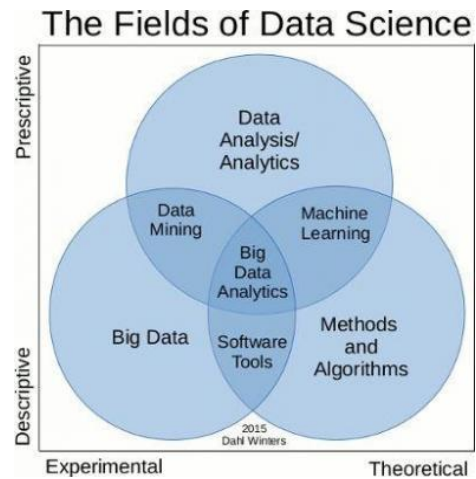 The Fields of Data Science
Prescriptive
Data
Analysis/
Analytics
Data
Mining
Machine
Learning
Big
Data
Analytics
Big Data
Software
Tools
Methods
and
Algorithms
Descriptive
2015
Dahl Winters
Experimental
Theoretical